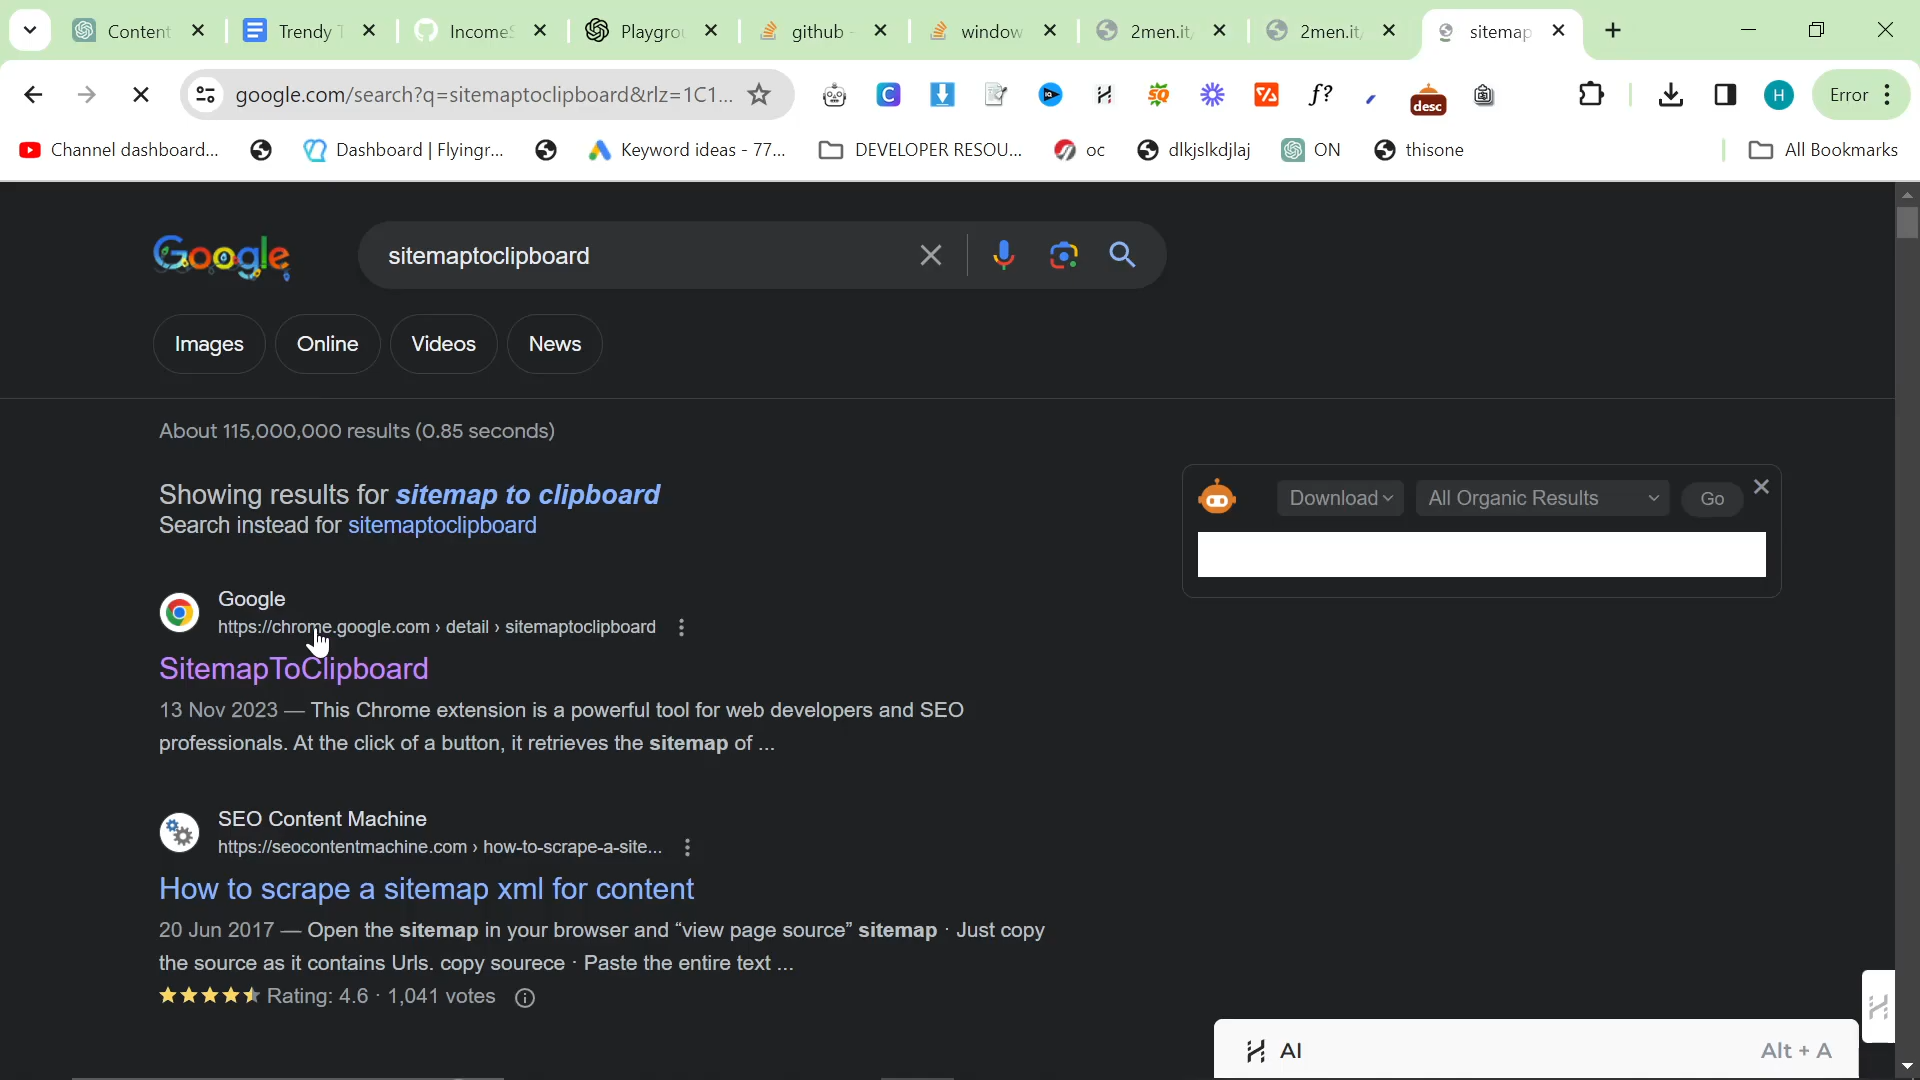 Content
Trendy T
Income
Playgrou
github -
window
2men.it
2men.it
sitemap
google.com/search?q=sitemaptoclipboard&rlz=1C1...
desc
H
Error
Channel dashboard...
Dashboard | Flyingr...
Keyword ideas - 77...
DEVELOPER RESOU...
oc
dlkjslkdjlaj
ON
thisone
All Bookmarks
Google
sitemaptoclipboard
Images
Online
Videos
News
About 115,000,000 results (0.85 seconds)
Showing results for sitemap to clipboard
Search instead for sitemaptoclipboard
Download
All Organic Results
Go
Google
https://chrome.google.com › detail › sitemaptoclipboard
SitemapToClipboard
13 Nov 2023 — This Chrome extension is a powerful tool for web developers and SEO
professionals. At the click of a button, it retrieves the sitemap of ...
SEO Content Machine
https://seocontentmachine.com › how-to-scrape-a-site...
How to scrape a sitemap xml for content
20 Jun 2017 — Open the sitemap in your browser and “view page source” sitemap · Just copy
the source as it contains Urls. copy sourece · Paste the entire text ...
Rating: 4.6 · 1,041 votes
AI
Alt + A